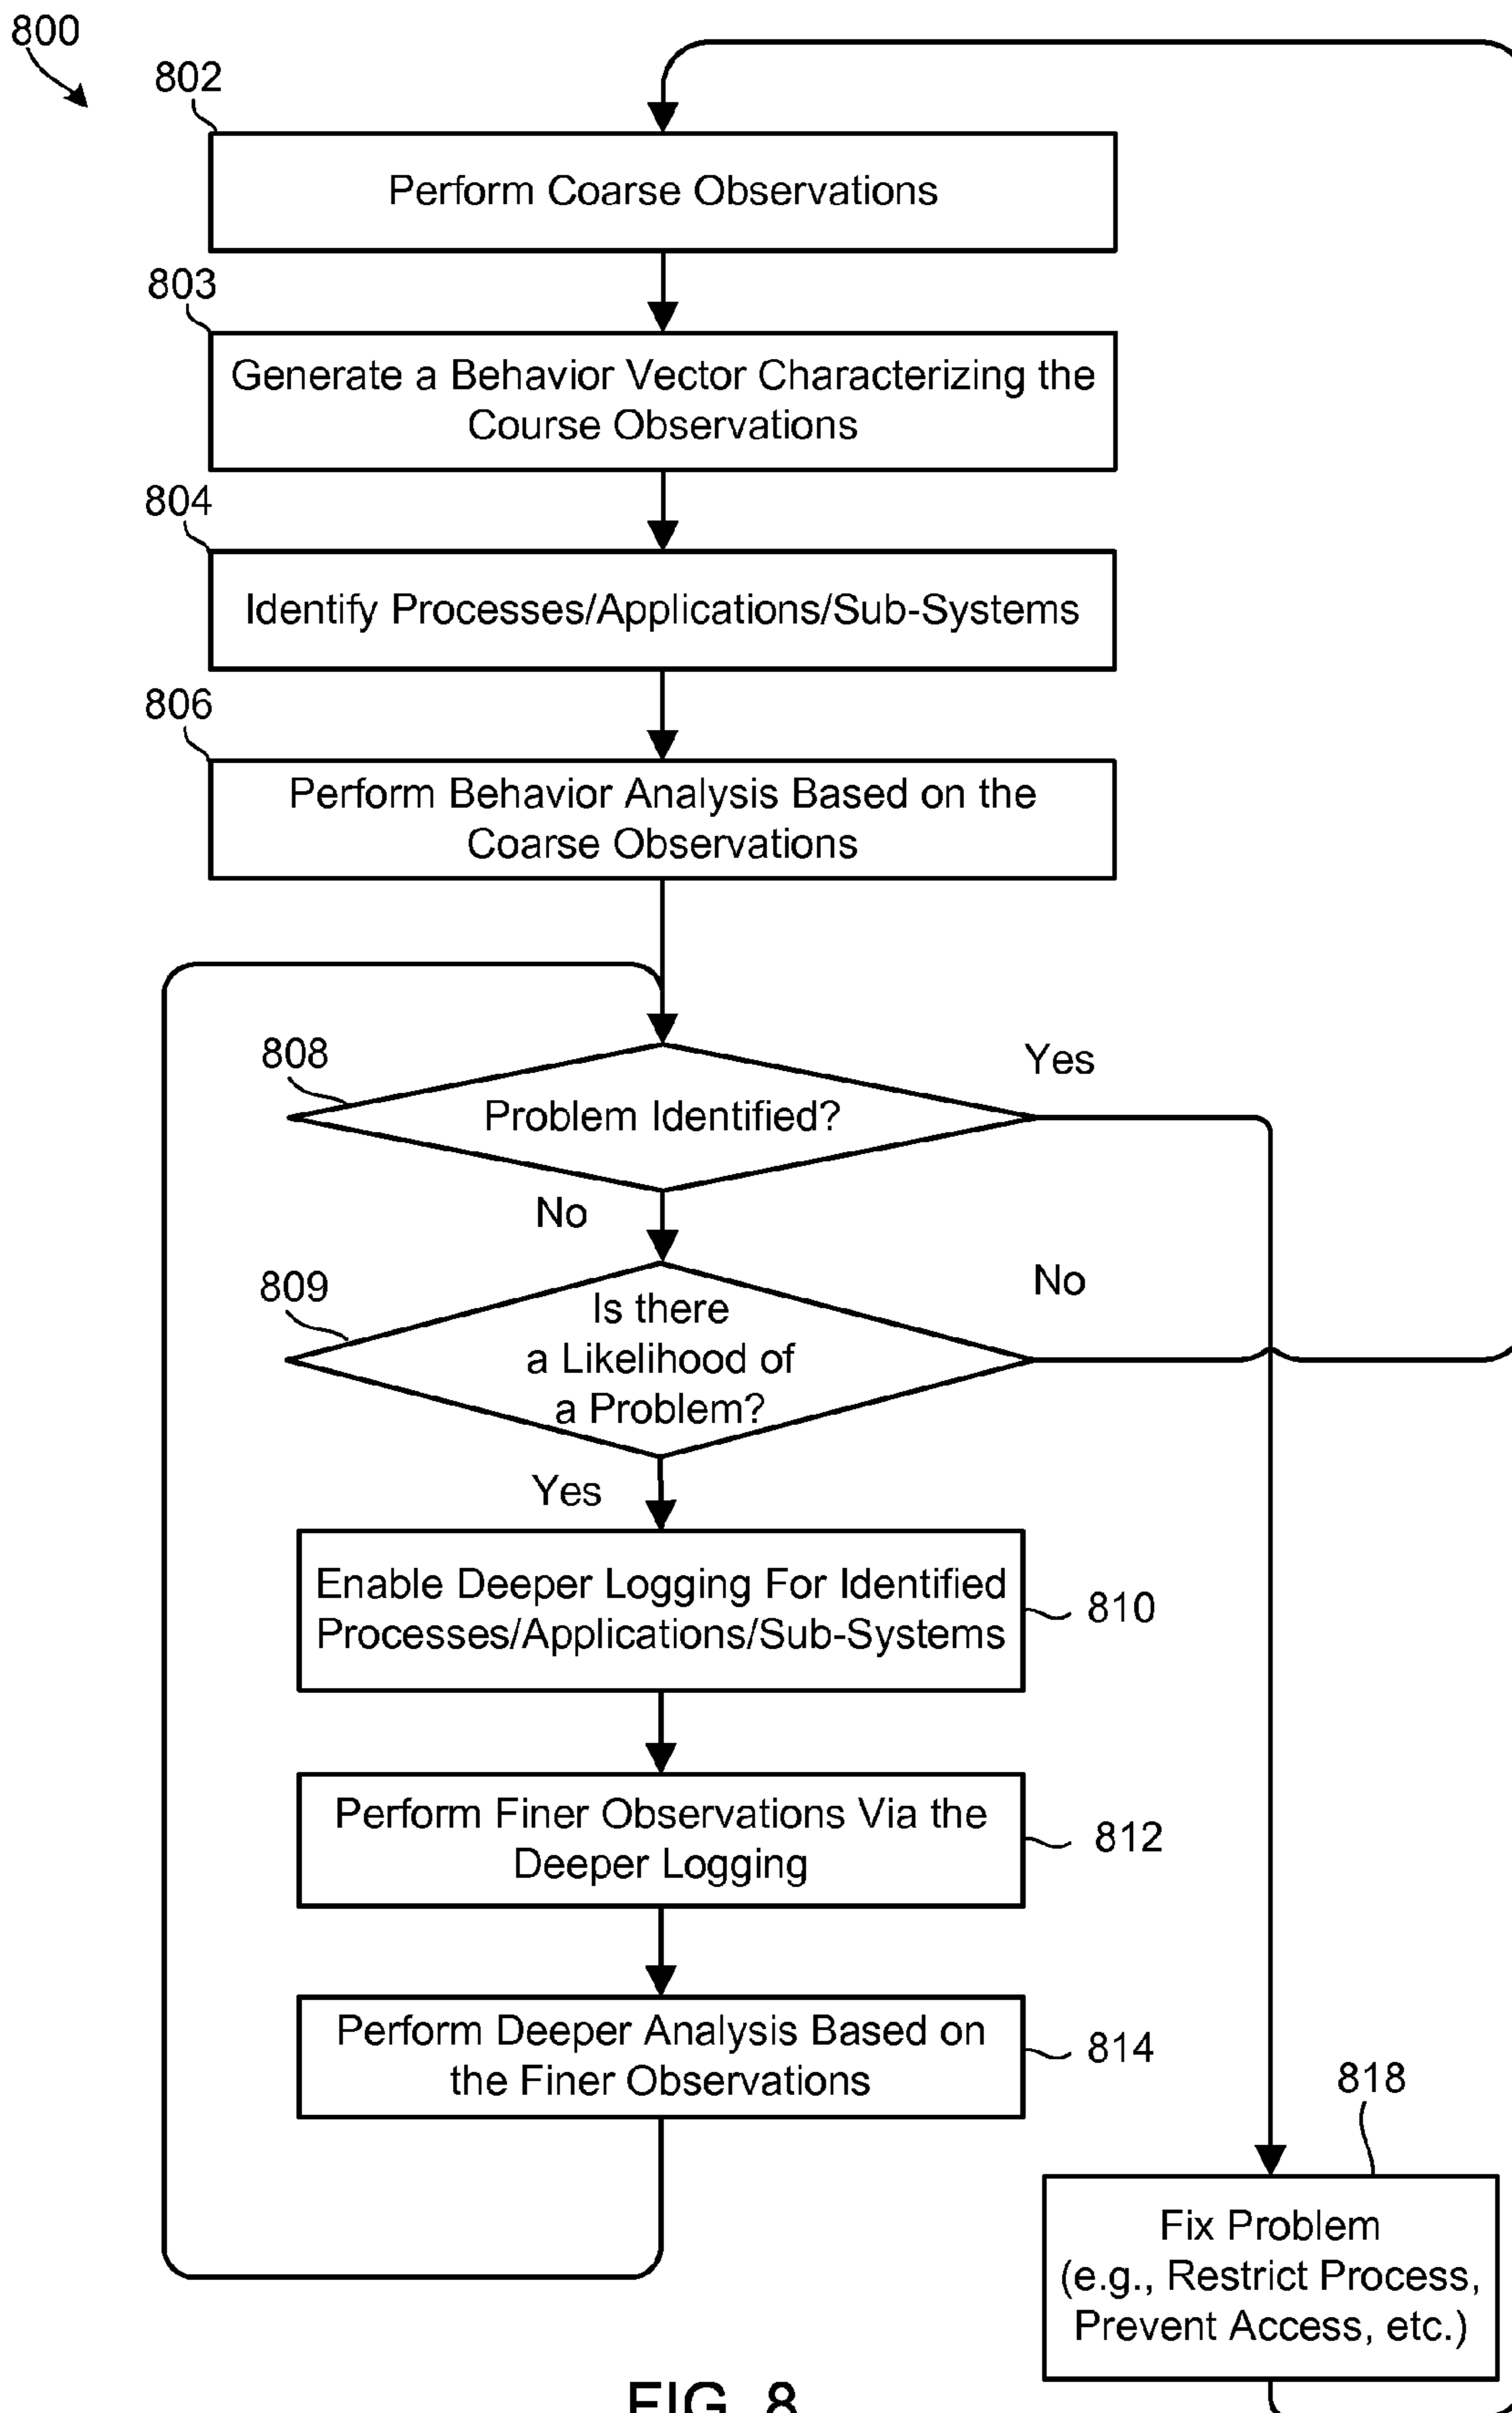 800
802
Perform Coarse Observations
803
Generate a Behavior Vector Characterizing the
Course Observations
804
Identify Processes/Applications/Sub-Systems
806
Perform Behavior Analysis Based on the
Coarse Observations
808
Problem Identified?
Yes
No
809
Is there
a Likelihood of
a Problem?
No
Yes
Enable Deeper Logging For Identified
Processes/Applications/Sub-Systems
810
Perform Finer Observations Via the
Deeper Logging
812
Perform Deeper Analysis Based on
the Finer Observations
814
818
Fix Problem
(e.g., Restrict Process,
Prevent Access, etc.)
FIG. 8